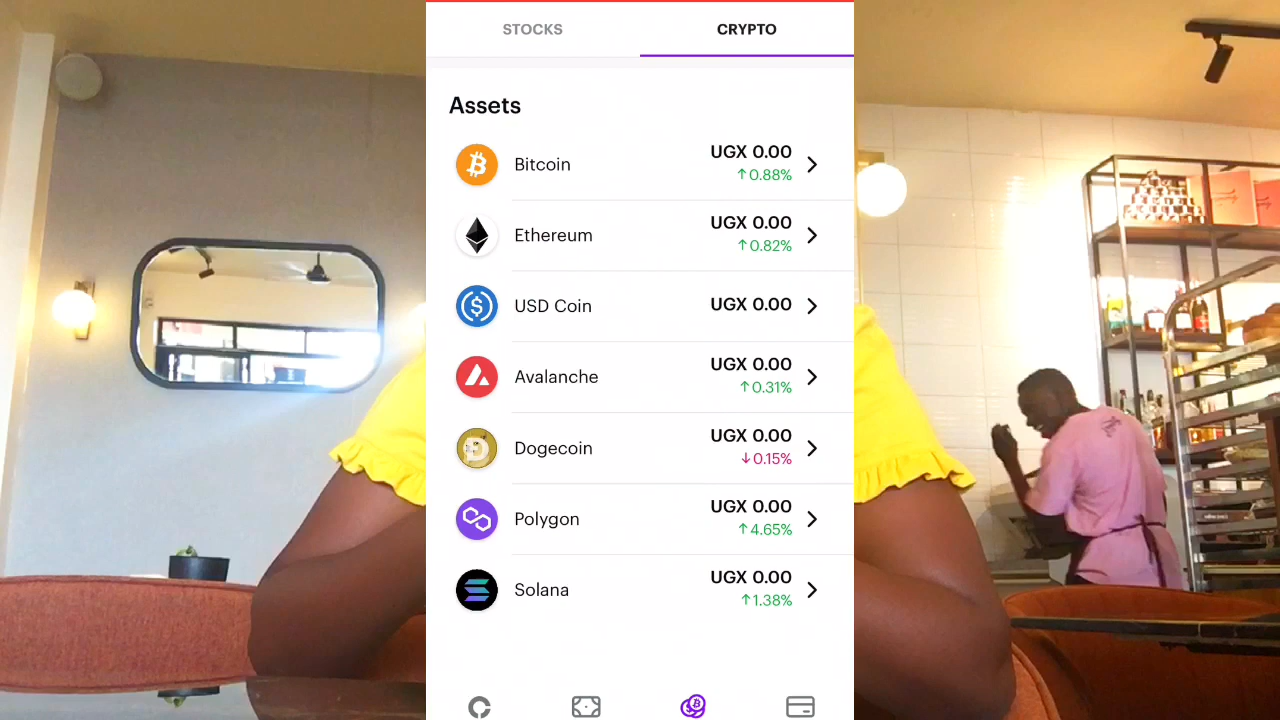 STOCKS CRYPTO
Assets
Bitcoin UGX 0.00
↑0.88%
Ethereum UGX 0.00
↑0.82%
USD Coin UGX 0.00
Avalanche UGX 0.00
↑0.31%
Dogecoin UGX 0.00
↓0.15%
Polygon UGX 0.00
↑4.65%
Solana UGX 0.00
↑1.38%